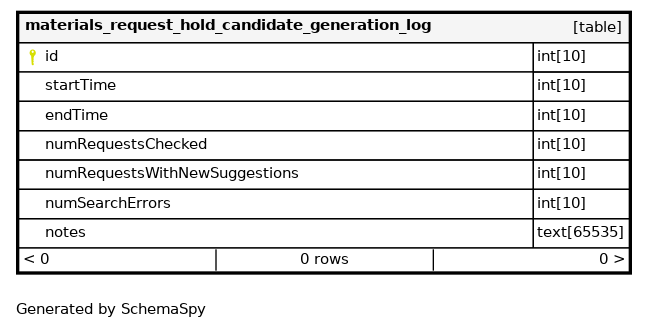 materials_request_hold_candidate_generation_log [table]
id int[10]
startTime int[10]
endTime int[10]
numRequestsChecked int[10]
numRequestsWithNewSuggestions int[10]
numSearchErrors int[10]
notes text[65535]
< 0 0 rows 0 >
Generated by SchemaSpy